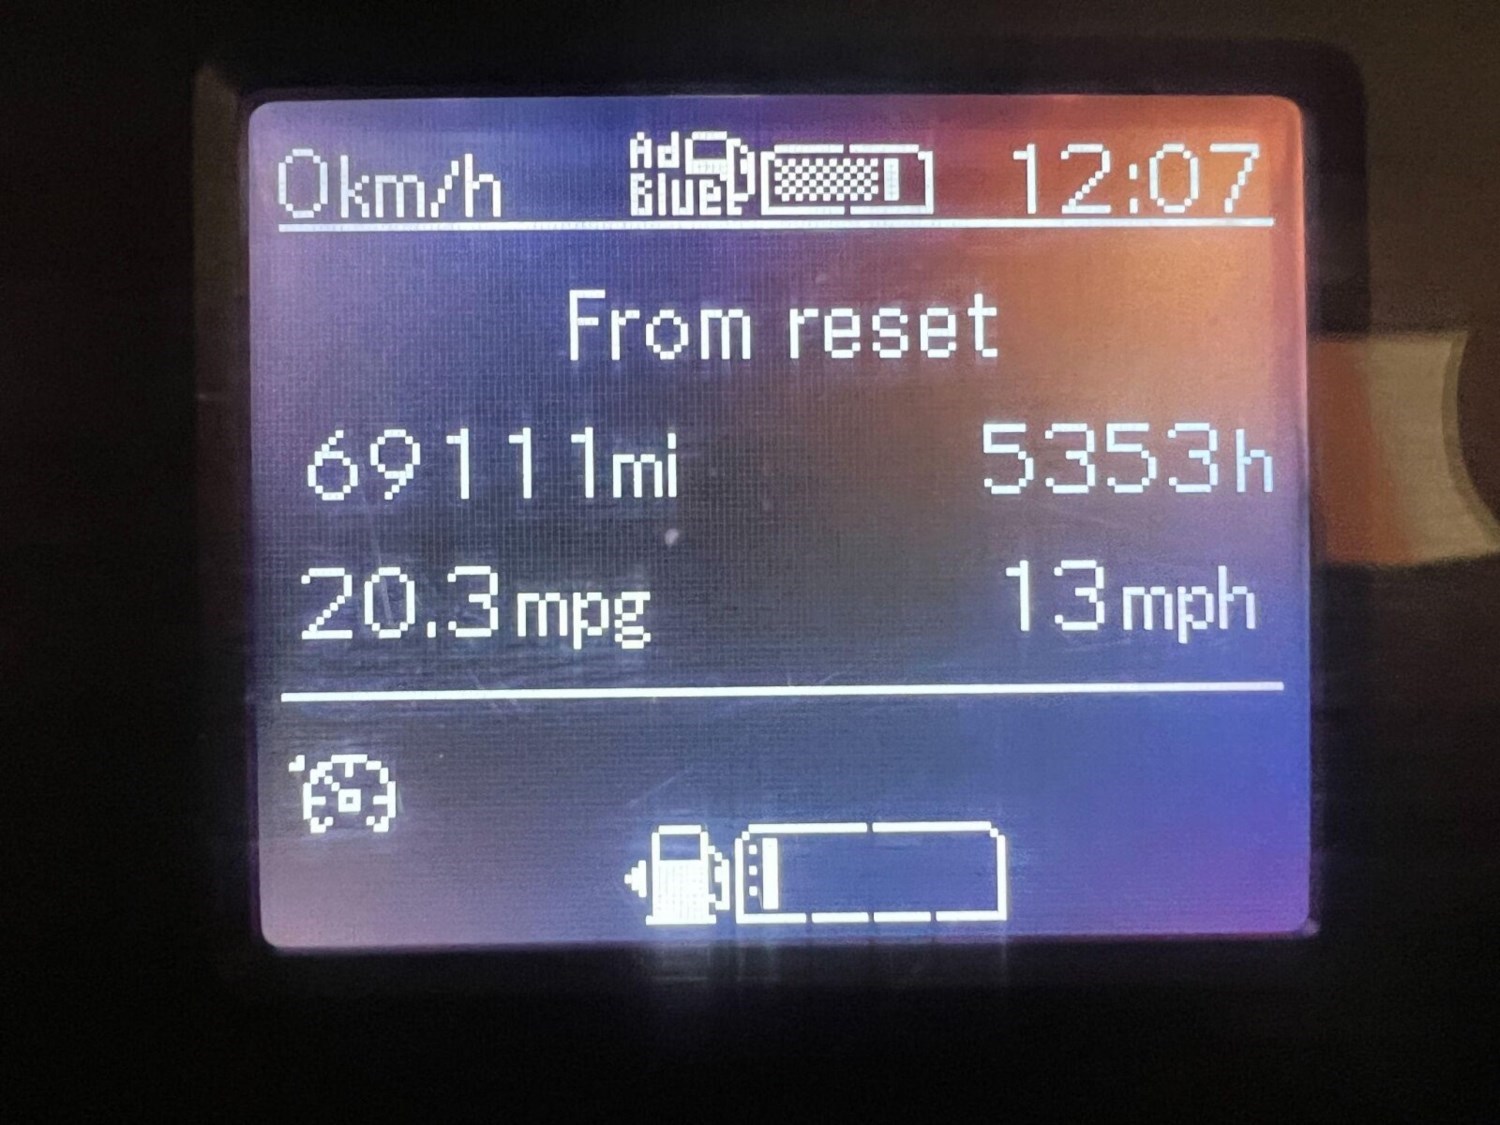 0km/h AdBlue 12:07
From reset
69111mi 5353h
20.3mpg 13mph